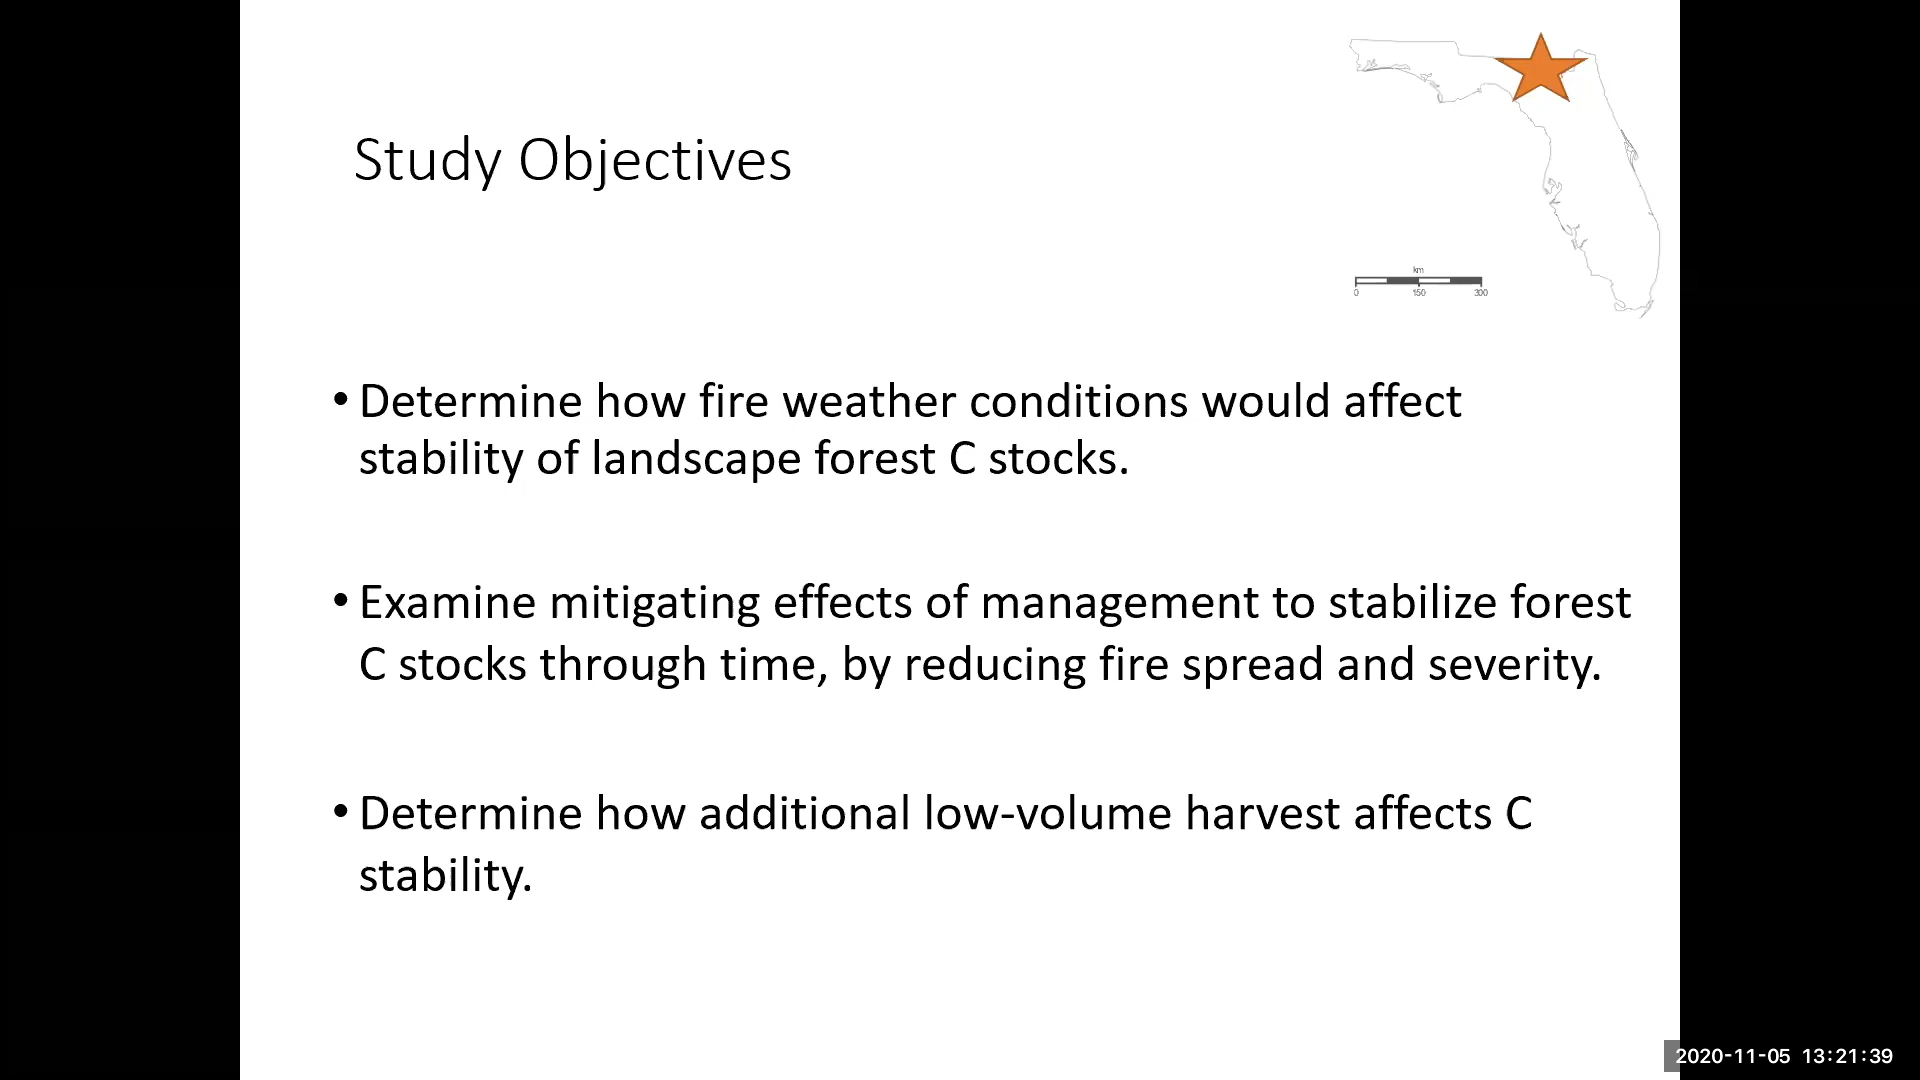 Study Objectives
km
0 150 300
• Determine how fire weather conditions would affect
stability of landscape forest C stocks.
• Examine mitigating effects of management to stabilize forest
C stocks through time, by reducing fire spread and severity.
• Determine how additional low-volume harvest affects C
stability.
2020-11-05 13:21:39